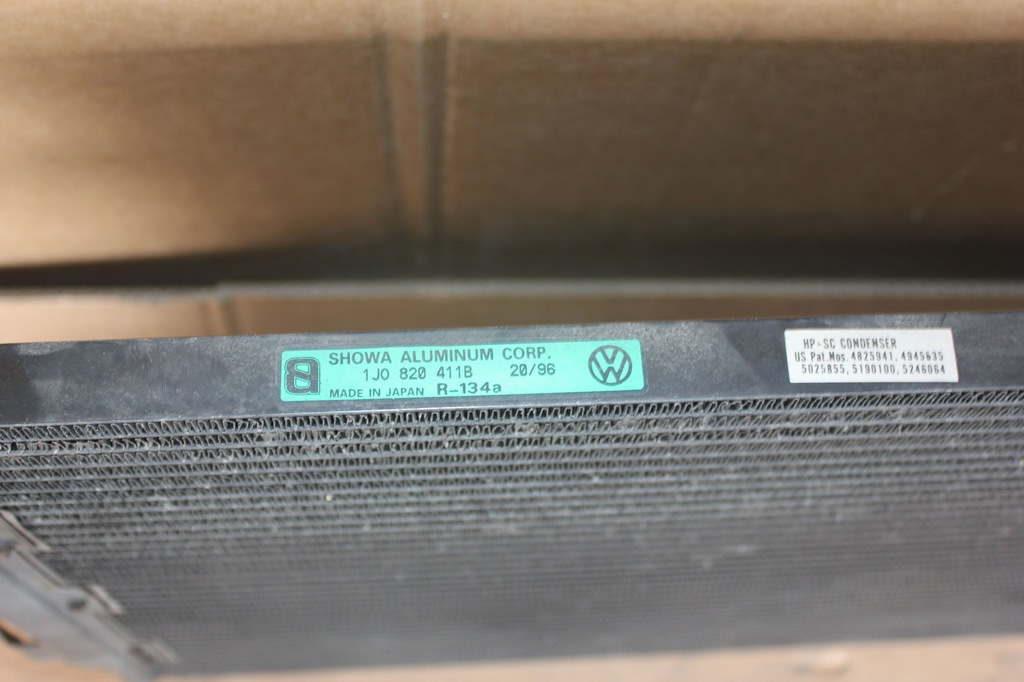 SHOWA ALUMINUM CORP.
1J0 820 411B 20/96
MADE IN JAPAN R-134a
VW
HP-SC CONDENSER
US Pat.Nos. 4825941, 4945635
5025855, 5190100, 5246064